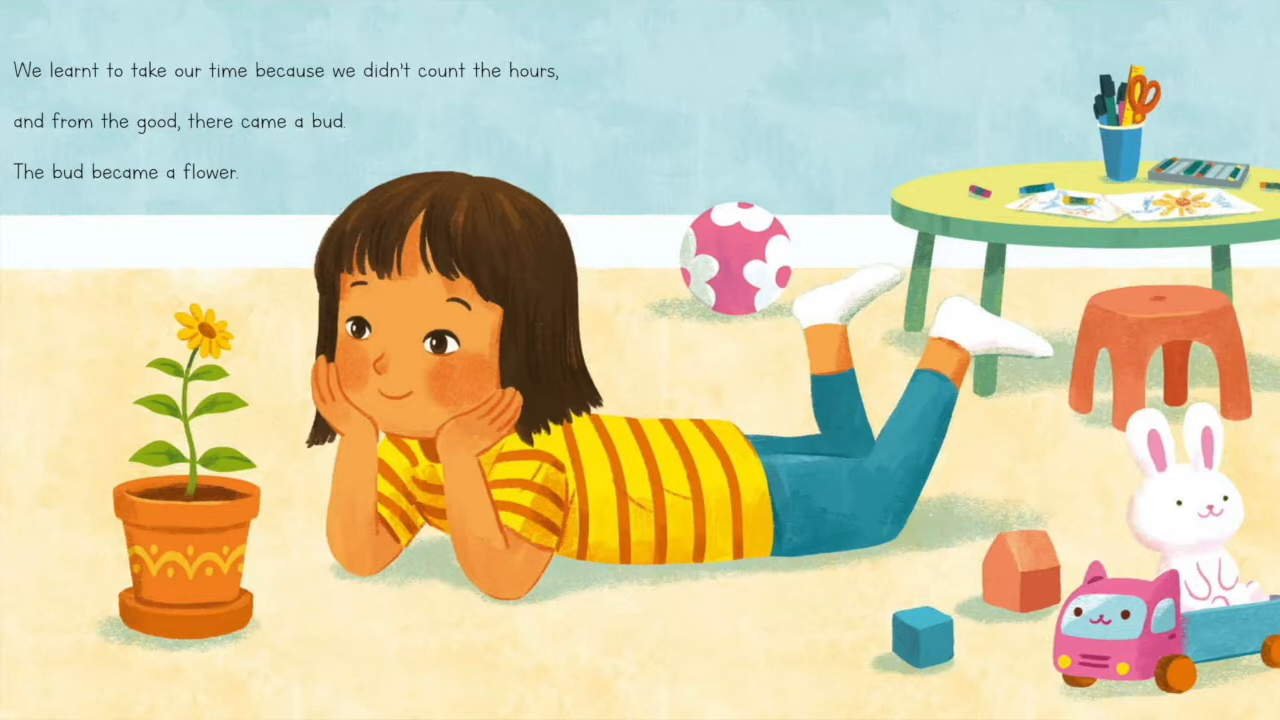 We learnt to take our time because we didn't count the hours,
and from the good, there came a bud.
The bud became a flower.